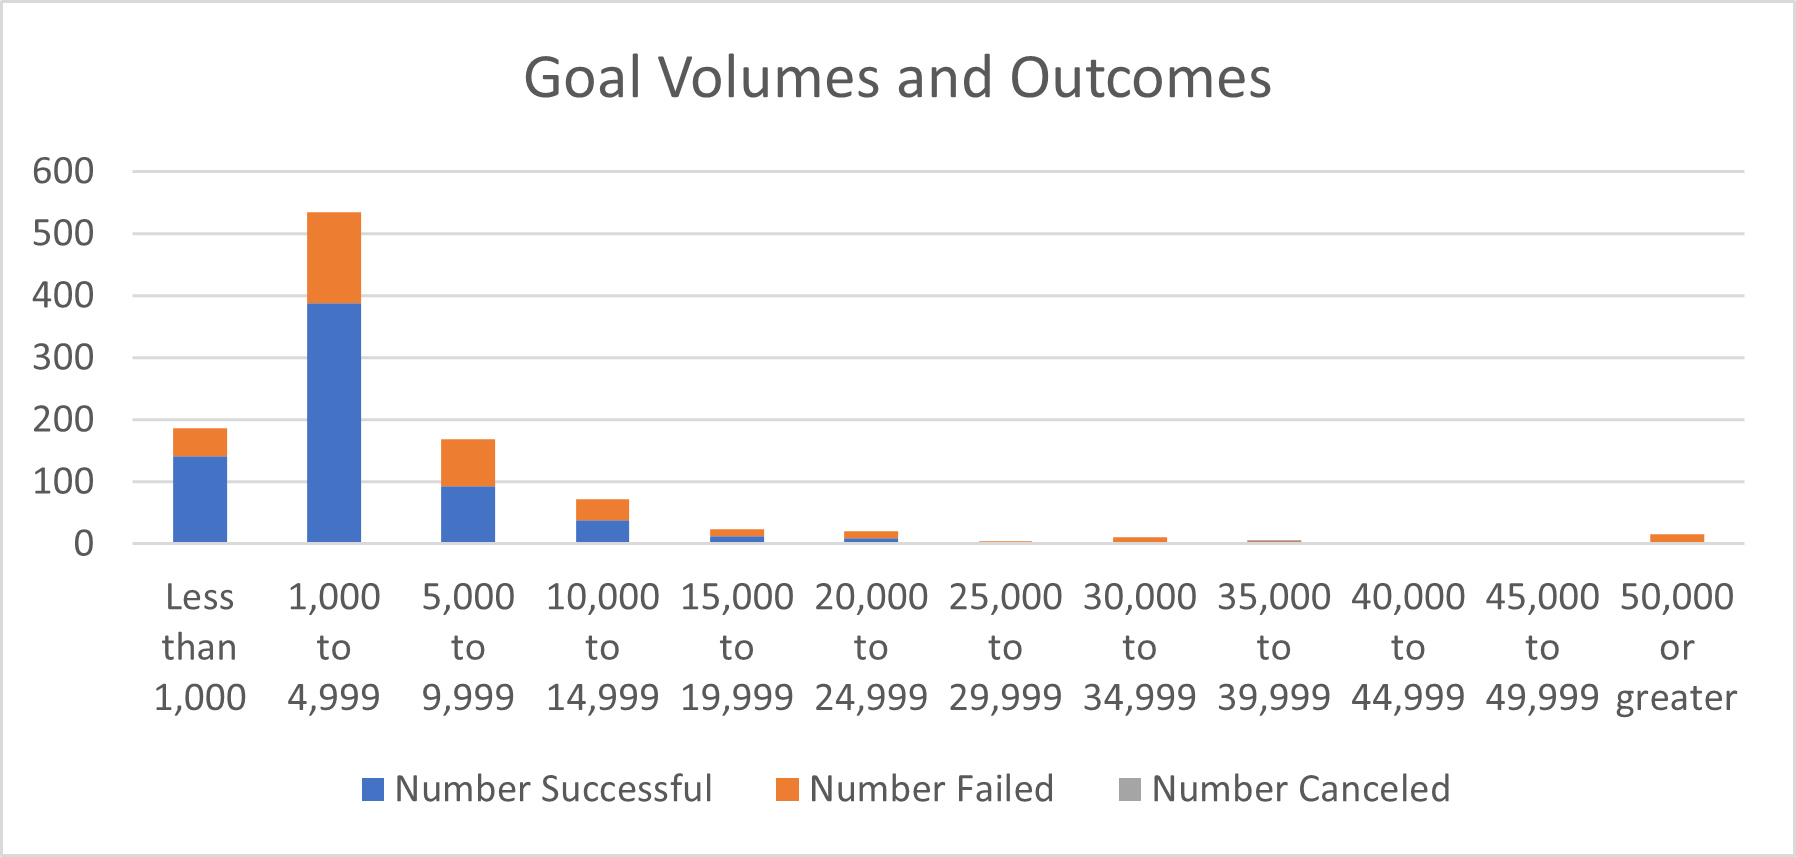 Goal Volumes and Outcomes
600
500
400
300
200
100
0
Less than 1,000
1,000 to 4,999
5,000 to 9,999
10,000 to 14,999
15,000 to 19,999
20,000 to 24,999
25,000 to 29,999
30,000 to 34,999
35,000 to 39,999
40,000 to 44,999
45,000 to 49,999
50,000 or greater
Number Successful
Number Failed
Number Canceled